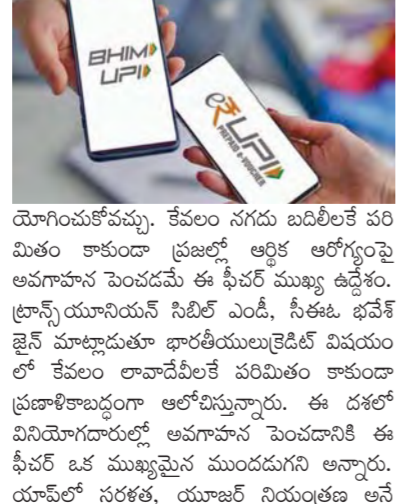 BHIM
UPI
e₹UPI
PREPAID e-VOUCHER
యోగించుకోవచ్చు. కేవలం నగదు బదిలీలకే పరి
మితం కాకుండా ప్రజల్లో ఆర్థిక ఆరోగ్యంపై
అవగాహన పెంచడమే ఈ ఫీచర్ ముఖ్య ఉద్దేశం.
ట్రాన్స్‌యూనియన్ సిబిల్ ఎండీ, సీఈఓ భవేశ్
జైన్ మాట్లాడుతూ భారతీయులుక్రెడిట్ విషయం
లో కేవలం లావాదేవీలకే పరిమితం కాకుండా
ప్రణాళికాబద్ధంగా ఆలోచిస్తున్నారు. ఈ దశలో
వినియోగదారుల్లో అవగాహన పెంచడానికి ఈ
ఫీచర్ ఒక ముఖ్యమైన ముందడుగని అన్నారు.
యాప్‌లో సరళత, యూజర్ నియంత్రణ అనే